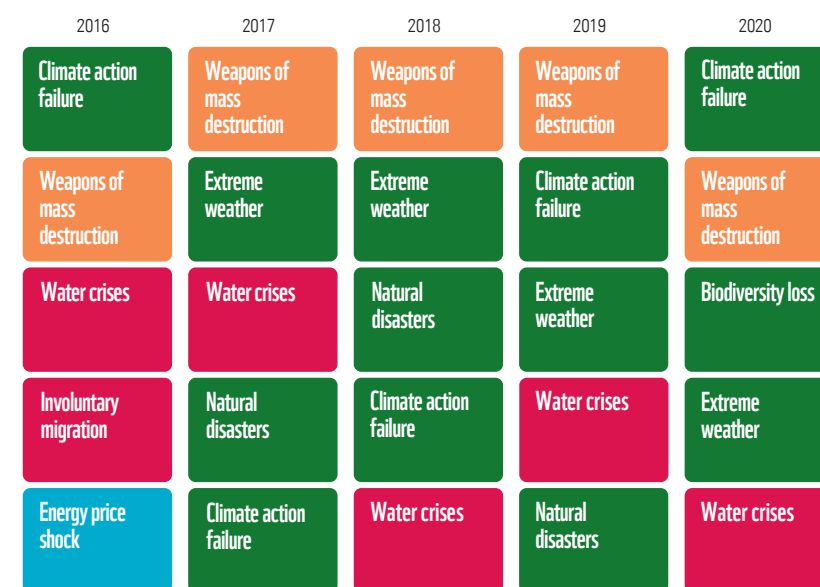 2016 2017 2018 2019 2020
Climate action
failure
Weapons of
mass
destruction
Weapons of
mass
destruction
Weapons of
mass
destruction
Climate action
failure
Weapons of
mass
destruction
Extreme
weather
Extreme
weather
Climate action
failure
Weapons of
mass
destruction
Water crises
Water crises
Natural
disasters
Extreme
weather
Biodiversity loss
Involuntary
migration
Natural
disasters
Climate action
failure
Water crises
Extreme
weather
Energy price
shock
Climate action
failure
Water crises
Natural
disasters
Water crises